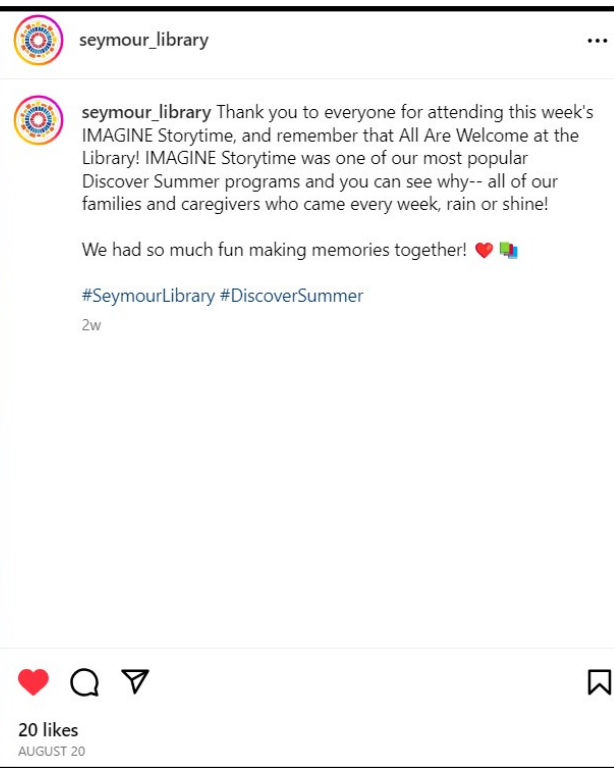 seymour_library
seymour_library Thank you to everyone for attending this week's
IMAGINE Storytime, and remember that All Are Welcome at the
Library! IMAGINE Storytime was one of our most popular
Discover Summer programs and you can see why-- all of our
families and caregivers who came every week, rain or shine!
We had so much fun making memories together! ❤️ 📚
#SeymourLibrary #DiscoverSummer
2w
20 likes
AUGUST 20